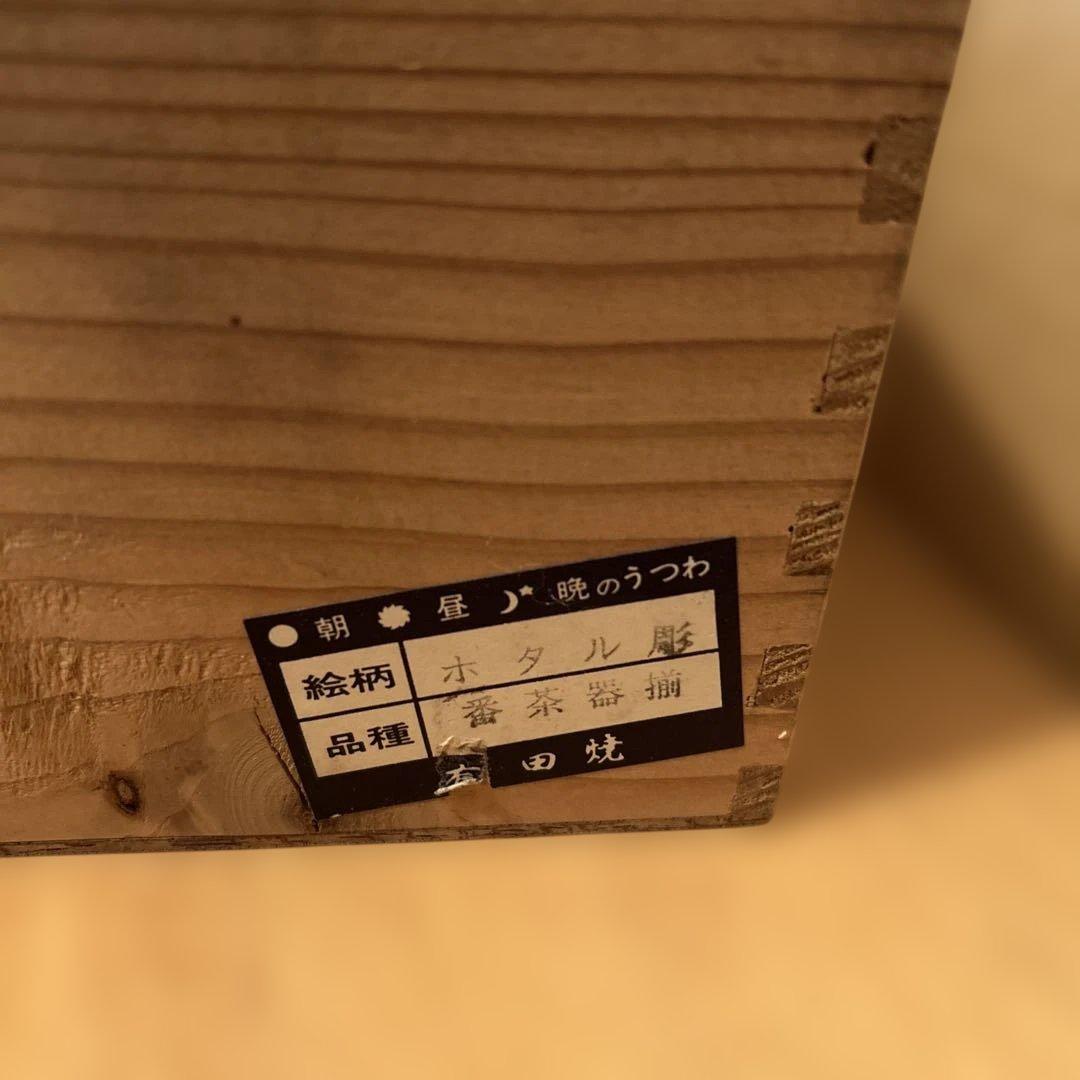 朝 昼 晩のうつわ
絵柄 ホタル彫
品種 番茶器揃
有田焼